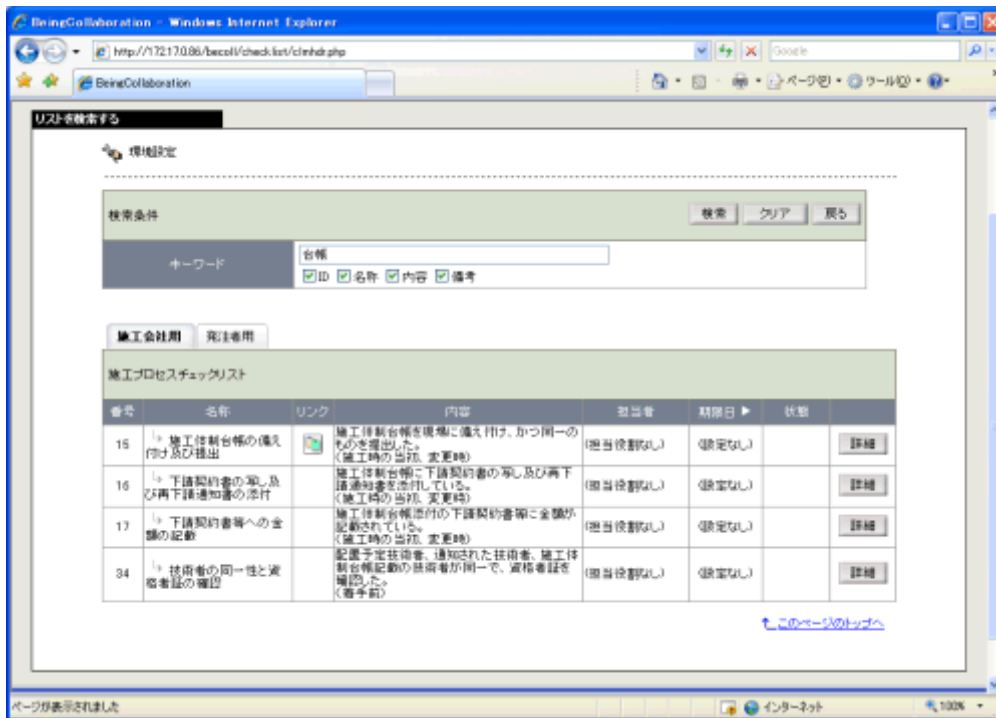 BeingCollaboration - Windows Internet Explorer
http://172.17.0.86/becoll/checklist/clmhdr.php
Google
BeingCollaboration
ページ(P)
ツール(O)
リストを検索する
環境設定
検索条件
検索
クリア
戻る
キーワード
台帳
ID 名称 内容 備考
施工会社用
発注者用
施工プロセスチェックリスト
番号 名称 リンク 内容 担当者 期限日 ▶ 状態
15
施工体制台帳の備え
付け及び提出
施工体制台帳を現場に備え付け、かつ同一の
ものを提出した。
(施工時の当初、変更時)
(担当役割なし)
(設定なし)
詳細
16
下請契約書の写し及
び再下請通知書の添付
施工体制台帳に下請契約書の写し及び再下
請通知書を添付している。
(施工時の当初、変更時)
(担当役割なし)
(設定なし)
詳細
17
下請契約書等への金
額の記載
施工体制台帳添付の下請契約書等に金額が
記載されている。
(施工時の当初、変更時)
(担当役割なし)
(設定なし)
詳細
34
技術者の同一性と資
格者証の確認
配置予定技術者、通知された技術者、施工体
制台帳記載の技術者が同一で、資格者証を
確認した。
(着手前)
(担当役割なし)
(設定なし)
詳細
このページのトップへ
ページが表示されました
インターネット
100%